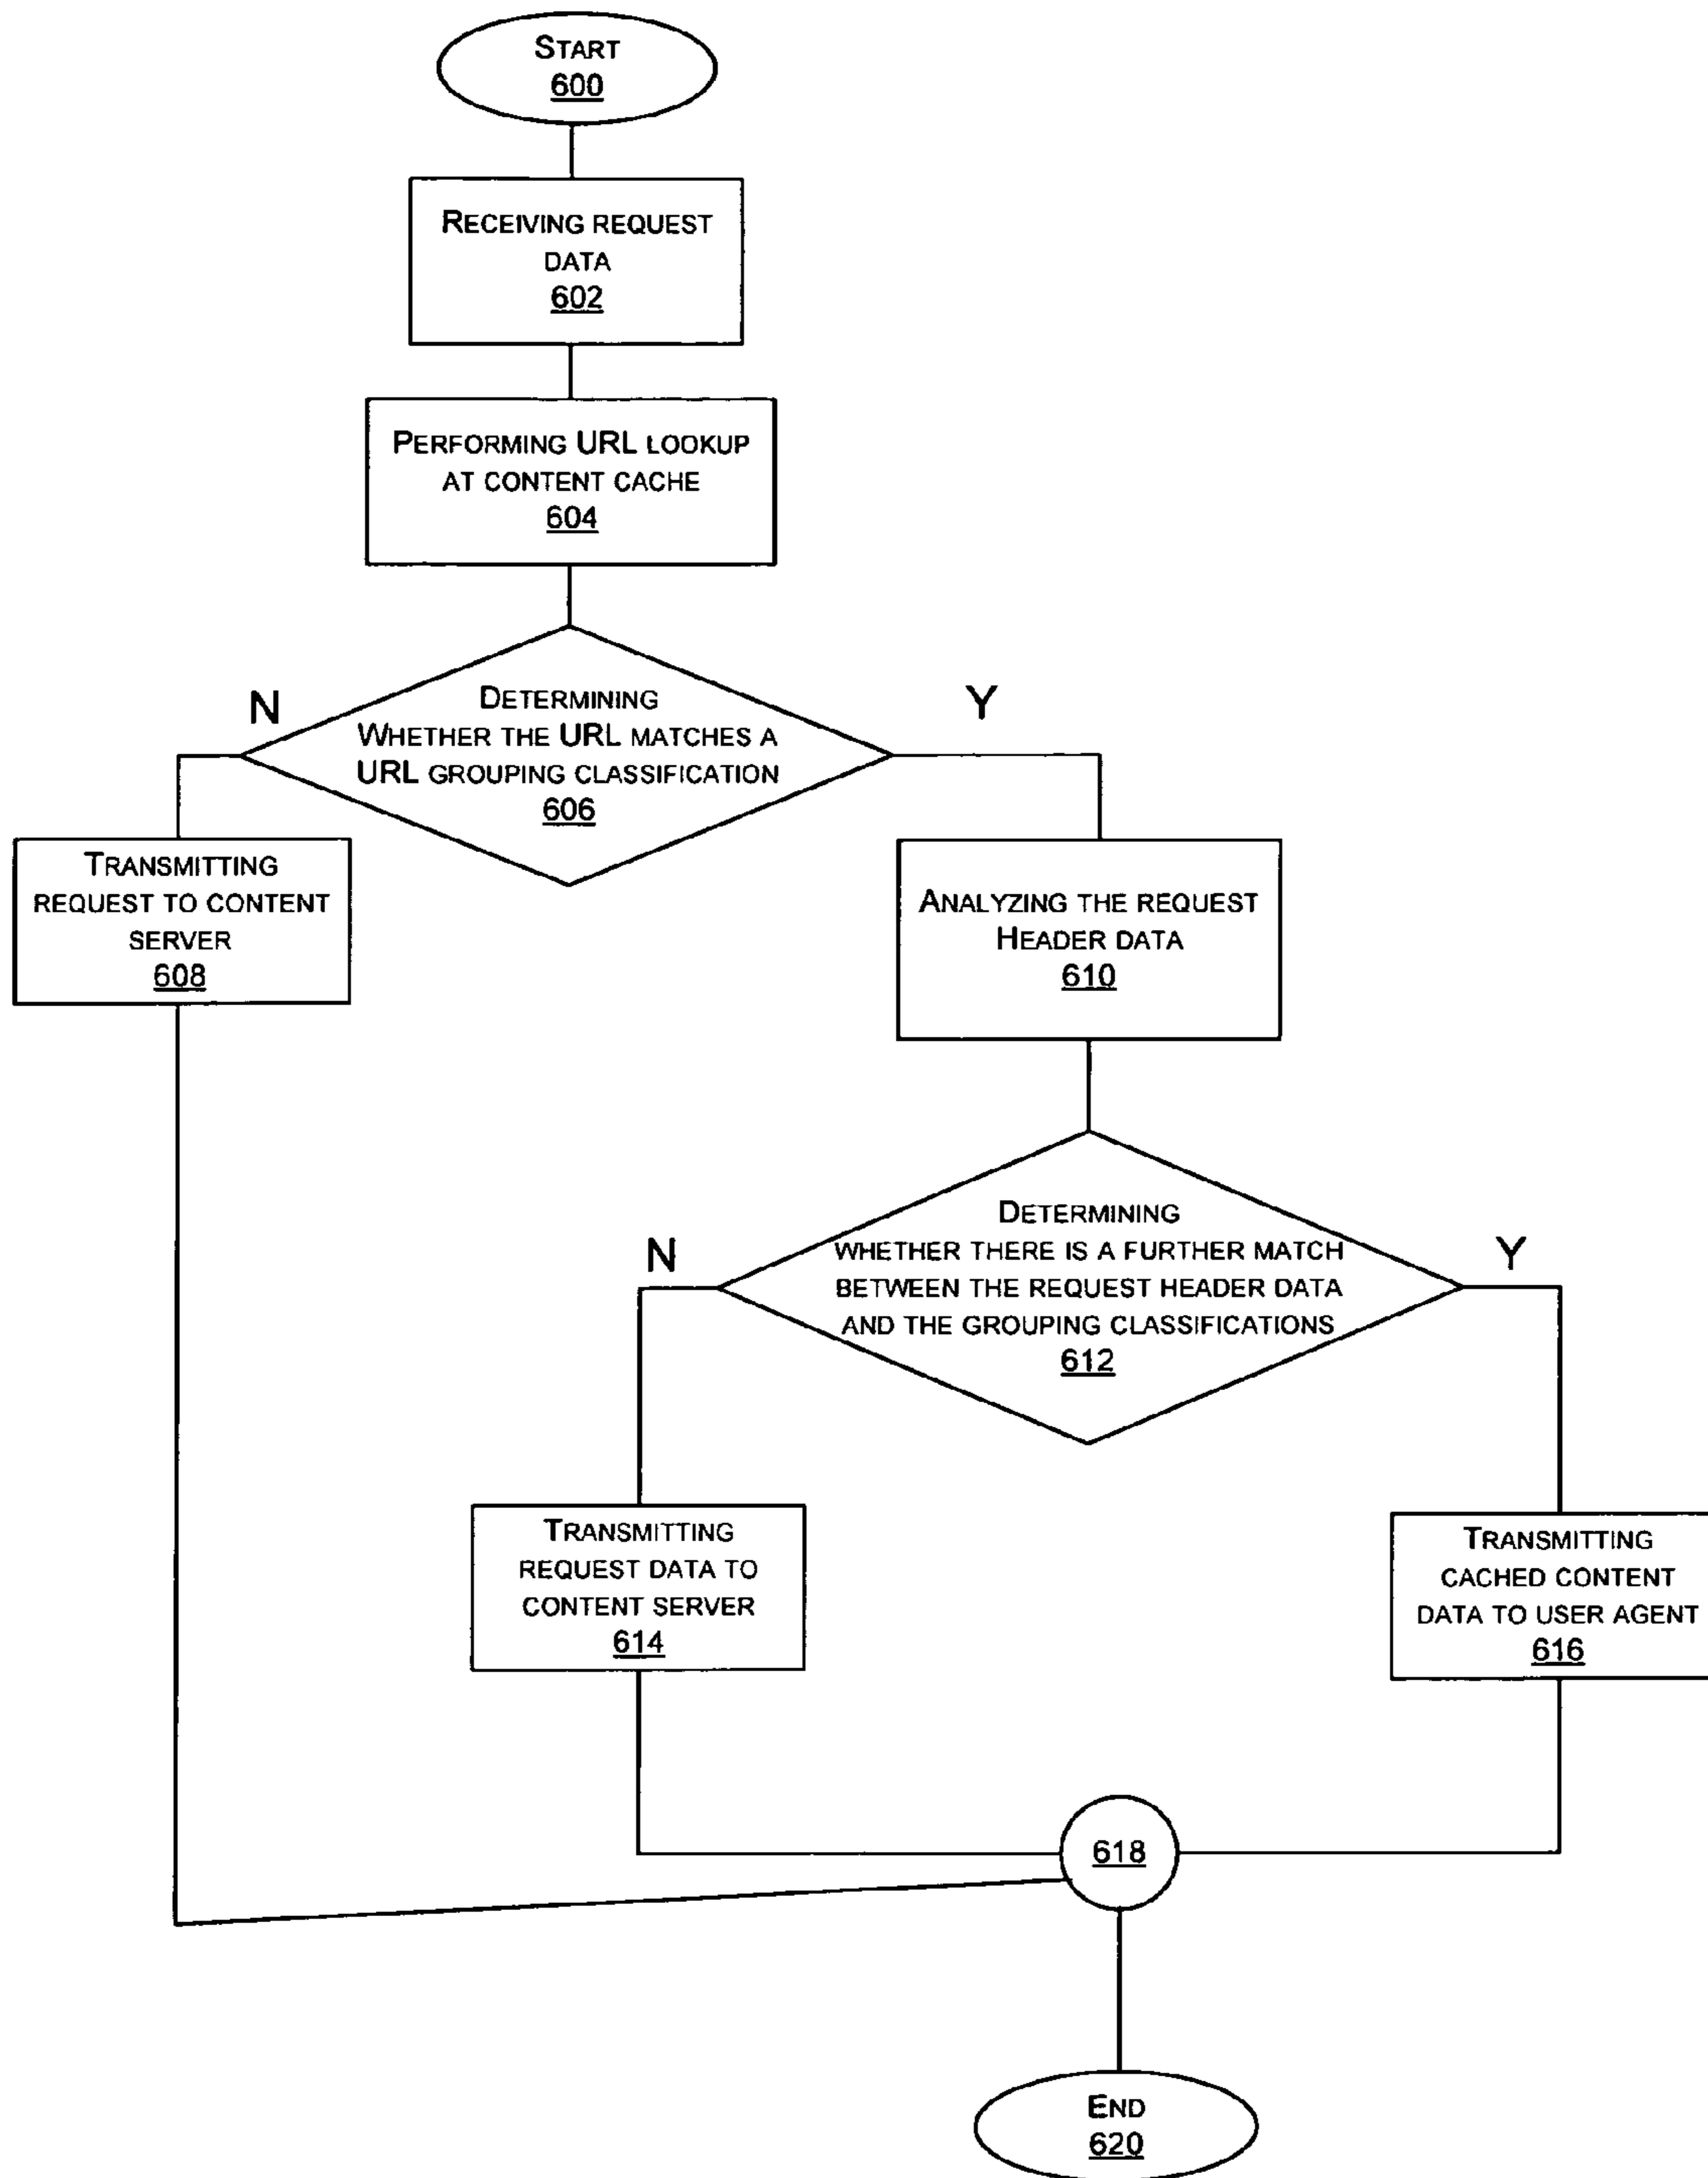 START
600
RECEIVING REQUEST
DATA
602
PERFORMING URL LOOKUP
AT CONTENT CACHE
604
N
Y
DETERMINING
WHETHER THE URL MATCHES A
URL GROUPING CLASSIFICATION
606
TRANSMITTING
REQUEST TO CONTENT
SERVER
608
ANALYZING THE REQUEST
HEADER DATA
610
N
Y
DETERMINING
WHETHER THERE IS A FURTHER MATCH
BETWEEN THE REQUEST HEADER DATA
AND THE GROUPING CLASSIFICATIONS
612
TRANSMITTING
REQUEST DATA TO
CONTENT SERVER
614
TRANSMITTING
CACHED CONTENT
DATA TO USER AGENT
616
618
END
620